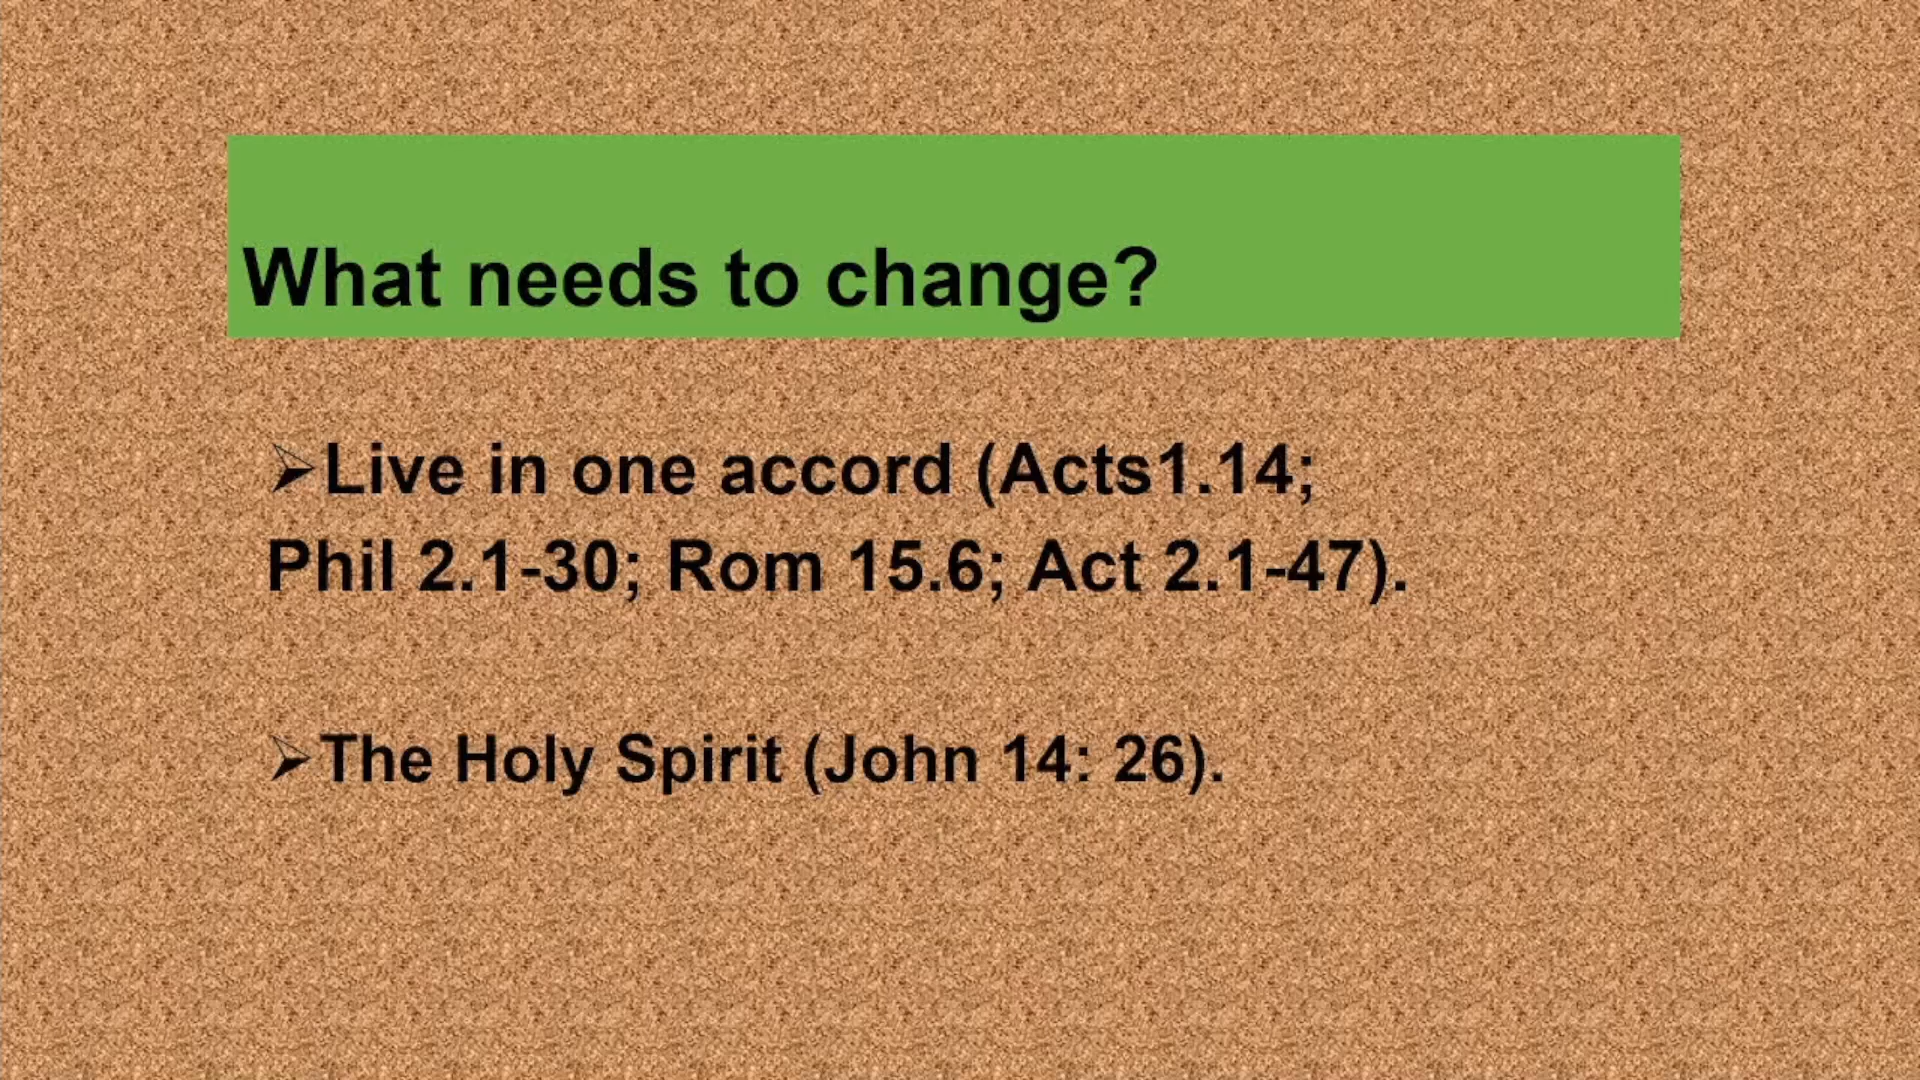 What needs to change?
➢Live in one accord (Acts1.14;
Phil 2.1-30; Rom 15.6; Act 2.1-47).
➢The Holy Spirit (John 14: 26).